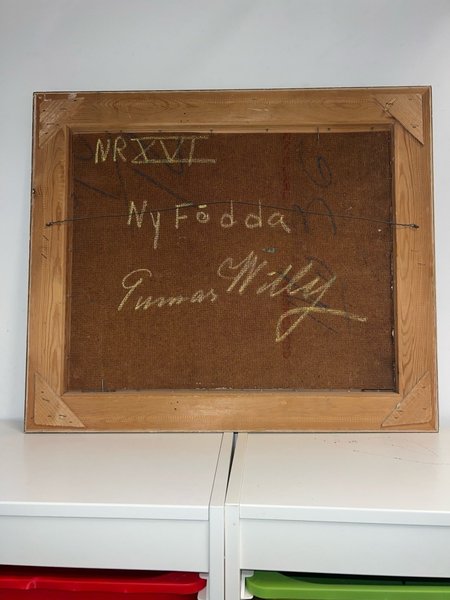 NR XVI
Ny Födda
Gunnar Willy